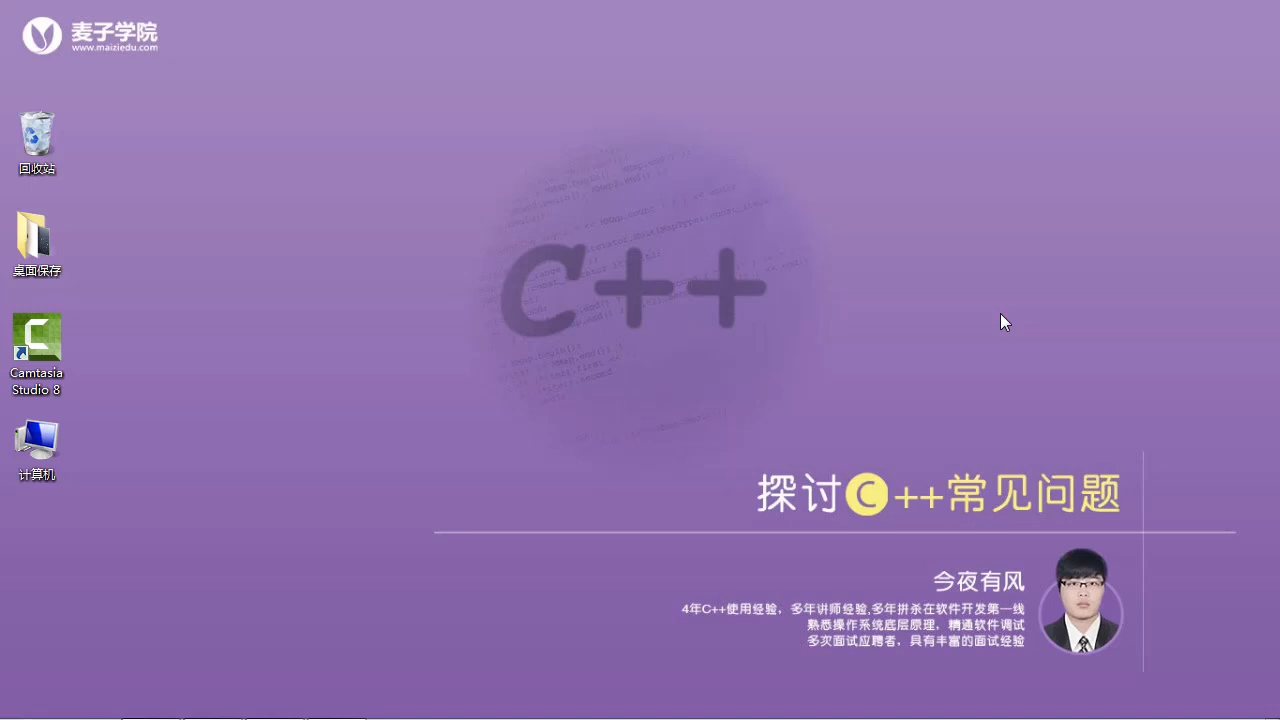 麦子学院
www.maiziedu.com
回收站
桌面保存
Camtasia
Studio 8
计算机
C++
探讨C++常见问题
今夜有风
4年C++使用经验，多年讲师经验,多年拼杀在软件开发第一线
熟悉操作系统底层原理，精通软件调试
多次面试应聘者，具有丰富的面试经验